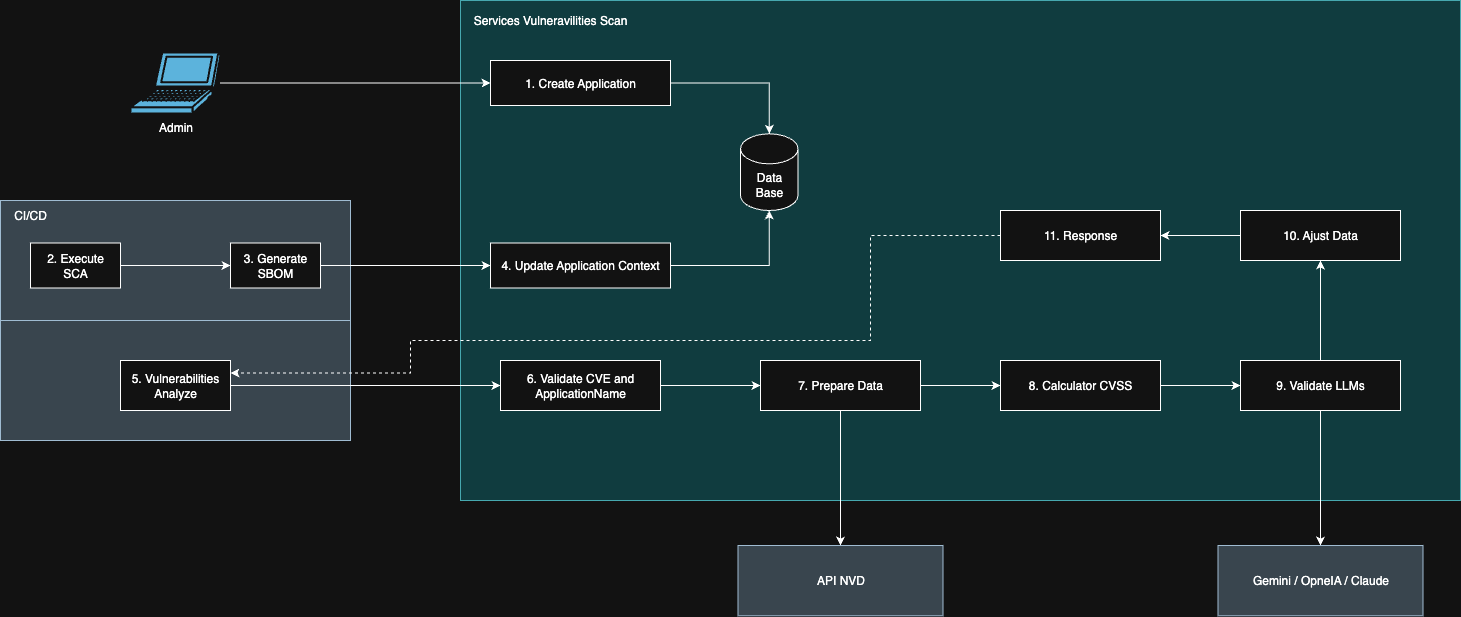 Services Vulneravilities Scan
1. Create Application
Admin
Data
Base
CI/CD
2. Execute
SCA
3. Generate
SBOM
4. Update Application Context
11. Response
10. Ajust Data
5. Vulnerabilities
Analyze
6. Validate CVE and
ApplicationName
7. Prepare Data
8. Calculator CVSS
9. Validate LLMs
API NVD
Gemini / OpneIA / Claude